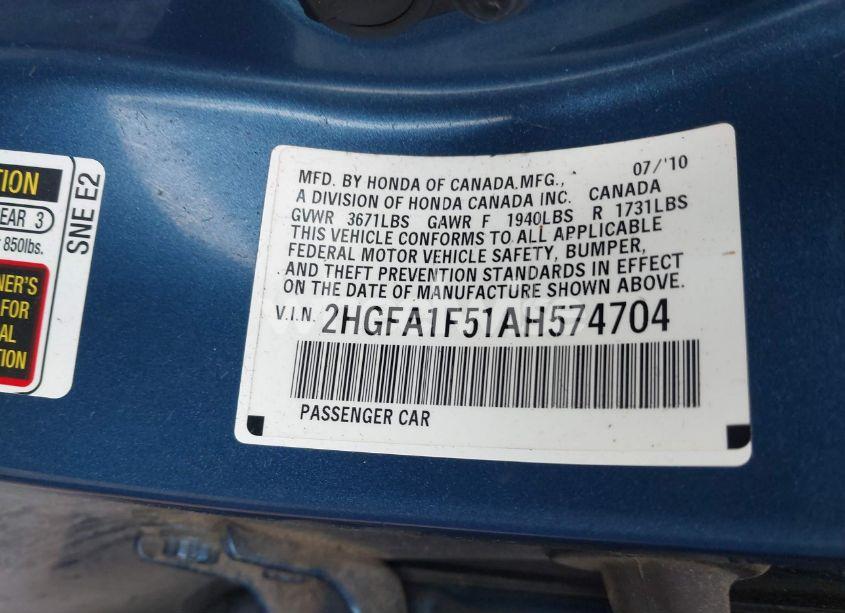 TION
EAR 3
850lbs.
NER'S
FOR
AL
TION
SNE E2
MFD. BY HONDA OF CANADA MFG., 07/'10
A DIVISION OF HONDA CANADA INC. CANADA
GVWR 3671LBS GAWR F 1940LBS R 1731LBS
THIS VEHICLE CONFORMS TO ALL APPLICABLE
FEDERAL MOTOR VEHICLE SAFETY, BUMPER,
AND THEFT PREVENTION STANDARDS IN EFFECT
ON THE DATE OF MANUFACTURE SHOWN ABOVE.
V.I.N. 2HGFA1F51AH574704
PASSENGER CAR